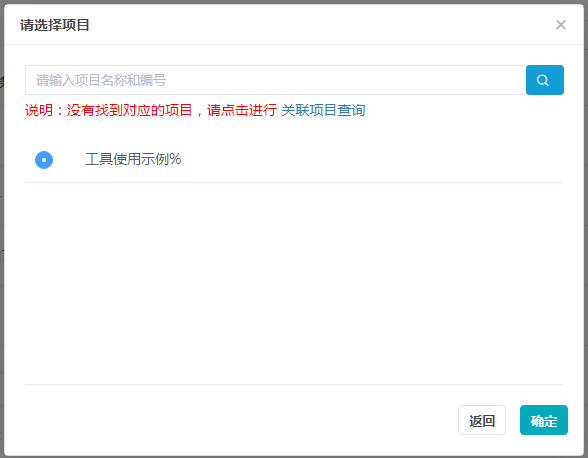 请选择项目
请输入项目名称和编号
说明：没有找到对应的项目，请点击进行 关联项目查询
工具使用示例%
返回
确定